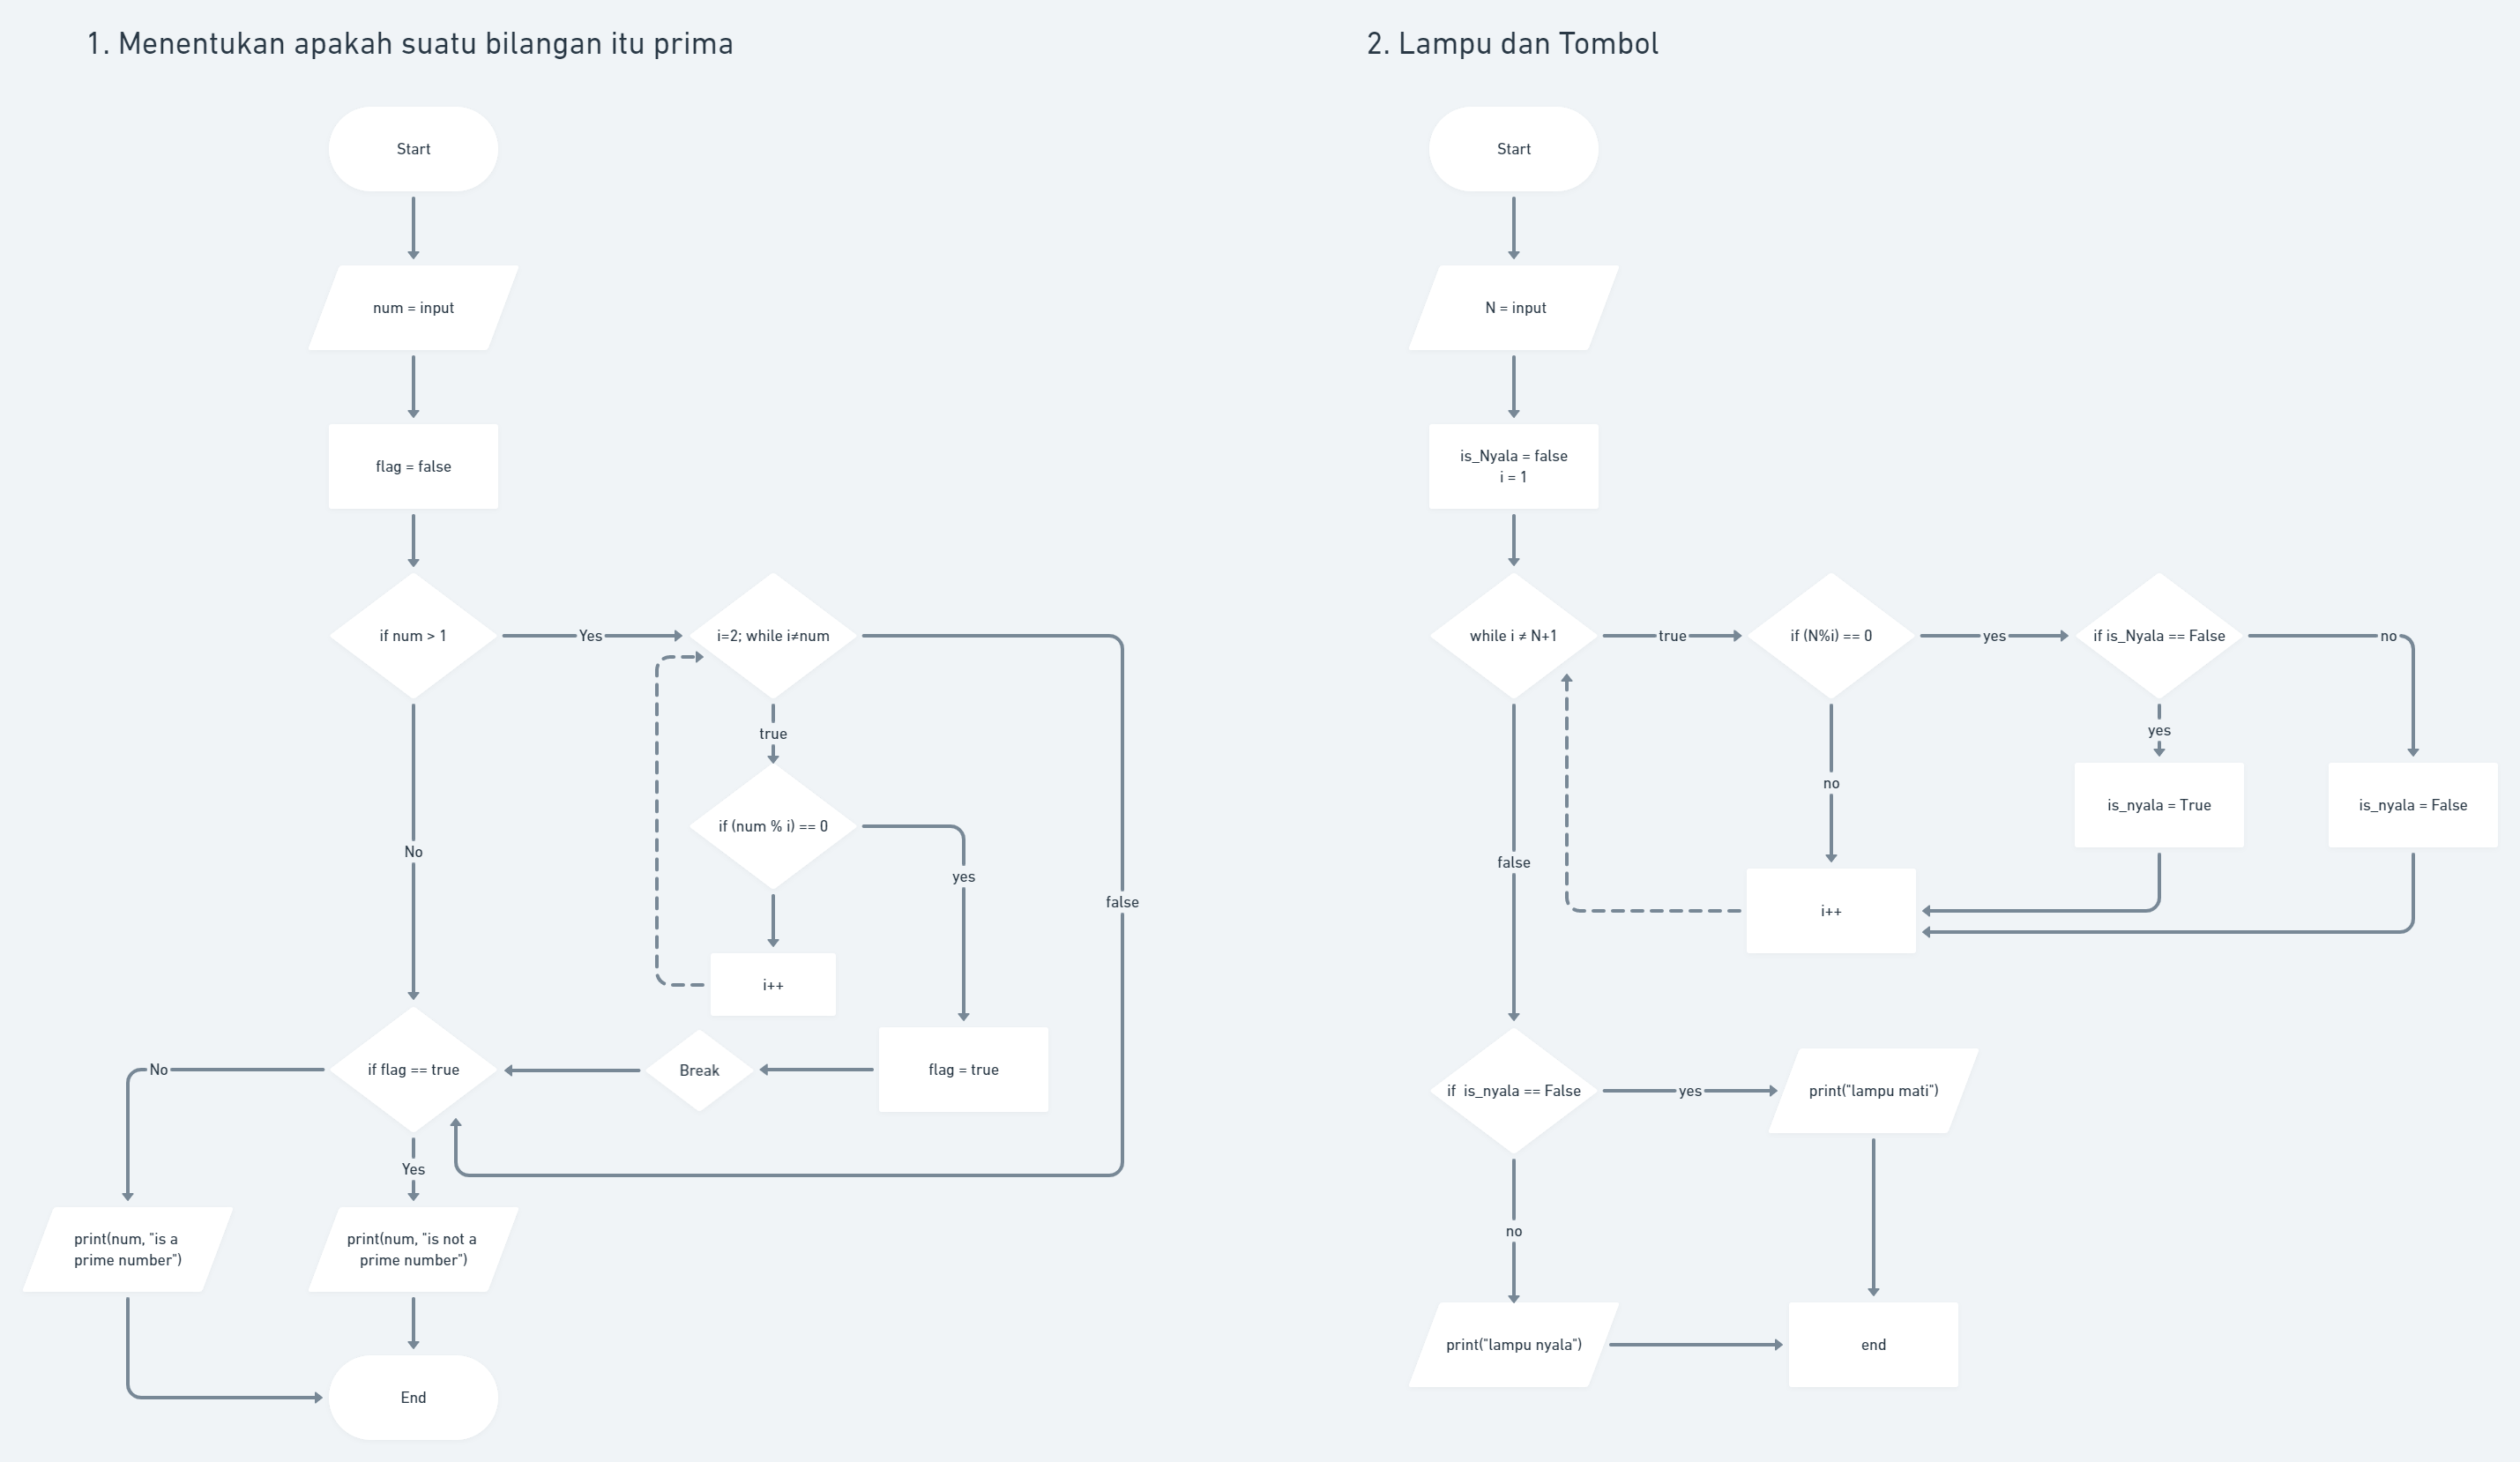 1. Menentukan apakah suatu bilangan itu prima
Start
num = input
flag = false
if num > 1
Yes
i=2; while i≠num
true
false
if (num % i) == 0
yes
i++
No
flag = true
Break
if flag == true
No
Yes
print(num, "is a
prime number")
print(num, "is not a
prime number")
End
2. Lampu dan Tombol
Start
N = input
is_Nyala = false
i = 1
while i ≠ N+1
true
if (N%i) == 0
yes
if is_Nyala == False
no
yes
is_nyala = True
is_nyala = False
no
i++
false
if is_nyala == False
yes
print("lampu mati")
no
print("lampu nyala")
end